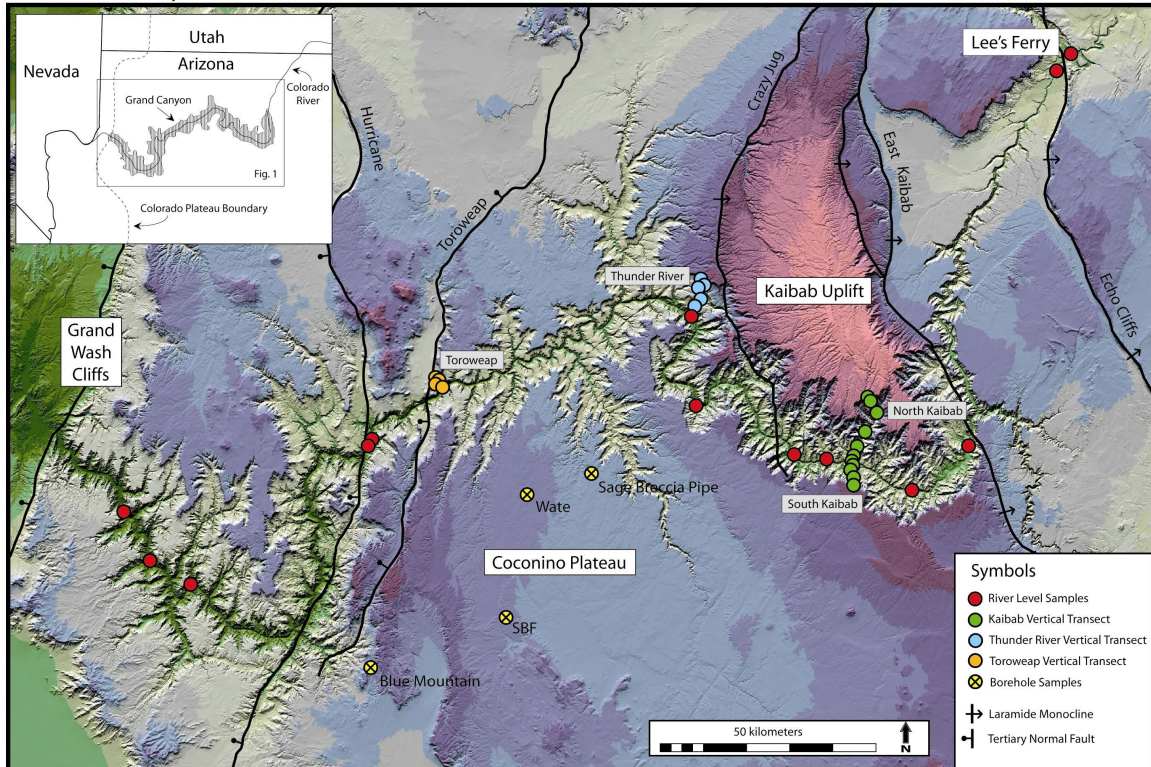 Utah
Arizona
Nevada
Colorado
River
Grand
Canyon
Fig. 1
Colorado Plateau Boundary
Hurricane
Toroweap
Crazy Jug
East Kaibab
Echo Cliffs
Lee's Ferry
Thunder River
Kaibab Uplift
Grand
Wash
Cliffs
Toroweap
North Kaibab
South Kaibab
Sage Breccia Pipe
Wate
Coconino Plateau
SBF
Blue Mountain
50 kilometers
N
Symbols
River Level Samples
Kaibab Vertical Transect
Thunder River Vertical Transect
Toroweap Vertical Transect
Borehole Samples
Laramide Monocline
Tertiary Normal Fault